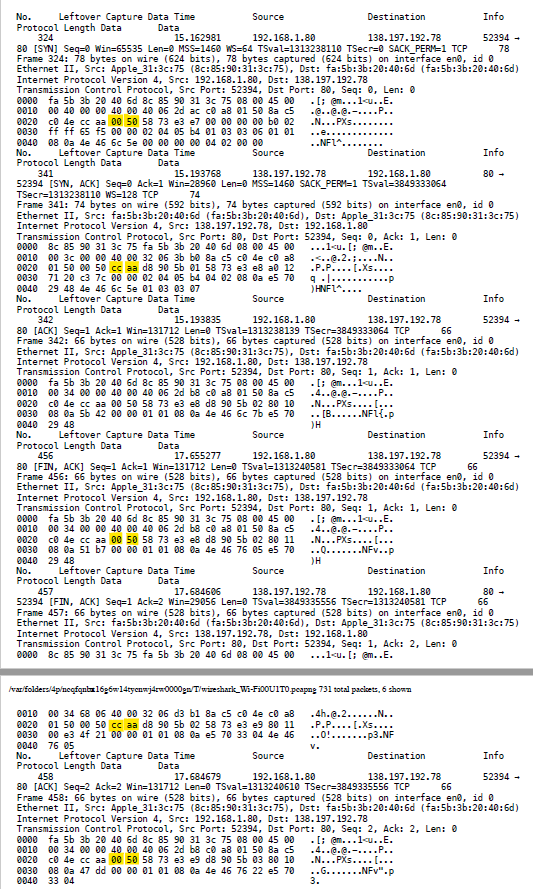 No.     Leftover Capture Data Time     Source     Destination     Info
Protocol Length Data     Data
324     15.162981     192.168.1.80     138.197.192.78     52394 →
80 [SYN] Seq=0 Win=65535 Len=0 MSS=1460 WS=64 TSval=1313238110 TSecr=0 SACK_PERM=1 TCP     78
Frame 324: 78 bytes on wire (624 bits), 78 bytes captured (624 bits) on interface en0, id 0
Ethernet II, Src: Apple_31:3c:75 (8c:85:90:31:3c:75), Dst: fa:5b:3b:20:40:6d (fa:5b:3b:20:40:6d)
Internet Protocol Version 4, Src: 192.168.1.80, Dst: 138.197.192.78
Transmission Control Protocol, Src Port: 52394, Dst Port: 80, Seq: 0, Len: 0
0000  fa 5b 3b 20 40 6d 8c 85 90 31 3c 75 08 00 45 00   .[; @m...1<u..E.
0010  00 40 00 00 40 00 40 06 2d ac c0 a8 01 50 8a c5   .@..@.@.-....P..
0020  c0 4e cc aa 00 50 58 73 e3 e7 00 00 00 00 b0 02   .N...PXs........
0030  ff ff 65 f5 00 00 02 04 05 b4 01 03 03 06 01 01   ..e.............
0040  08 0a 4e 46 6c 5e 00 00 00 00 04 02 00 00   ..NFl^........
No.     Leftover Capture Data Time     Source     Destination     Info
Protocol Length Data     Data
341     15.193768     138.197.192.78     192.168.1.80     80 →
52394 [SYN, ACK] Seq=0 Ack=1 Win=28960 Len=0 MSS=1460 SACK_PERM=1 TSval=3849333064
TSecr=1313238110 WS=128 TCP     74
Frame 341: 74 bytes on wire (592 bits), 74 bytes captured (592 bits) on interface en0, id 0
Ethernet II, Src: fa:5b:3b:20:40:6d (fa:5b:3b:20:40:6d), Dst: Apple_31:3c:75 (8c:85:90:31:3c:75)
Internet Protocol Version 4, Src: 138.197.192.78, Dst: 192.168.1.80
Transmission Control Protocol, Src Port: 80, Dst Port: 52394, Seq: 0, Ack: 1, Len: 0
0000  8c 85 90 31 3c 75 fa 5b 3b 20 40 6d 08 00 45 00   ...1<u.[; @m..E.
0010  00 3c 00 00 40 00 32 06 3b b0 8a c5 c0 4e c0 a8   .<..@.2.;....N..
0020  01 50 00 50 cc aa d8 90 5b 01 58 73 e3 e8 a0 12   .P.P....[.Xs....
0030  71 20 c3 7c 00 00 02 04 05 b4 04 02 08 0a e5 70   q .|...........p
0040  29 48 4e 46 6c 5e 01 03 03 07   )HNFl^....
No.     Leftover Capture Data Time     Source     Destination     Info
Protocol Length Data     Data
342     15.193835     192.168.1.80     138.197.192.78     52394 →
80 [ACK] Seq=1 Ack=1 Win=131712 Len=0 TSval=1313238139 TSecr=3849333064 TCP     66
Frame 342: 66 bytes on wire (528 bits), 66 bytes captured (528 bits) on interface en0, id 0
Ethernet II, Src: Apple_31:3c:75 (8c:85:90:31:3c:75), Dst: fa:5b:3b:20:40:6d (fa:5b:3b:20:40:6d)
Internet Protocol Version 4, Src: 192.168.1.80, Dst: 138.197.192.78
Transmission Control Protocol, Src Port: 52394, Dst Port: 80, Seq: 1, Ack: 1, Len: 0
0000  fa 5b 3b 20 40 6d 8c 85 90 31 3c 75 08 00 45 00   .[; @m...1<u..E.
0010  00 34 00 00 40 00 40 06 2d b8 c0 a8 01 50 8a c5   .4..@.@.-....P..
0020  c0 4e cc aa 00 50 58 73 e3 e8 d8 90 5b 02 80 10   .N...PXs....[...
0030  08 0a 5b 42 00 00 01 01 08 0a 4e 46 6c 7b e5 70   ..[B......NFl{.p
0040  29 48   )H
No.     Leftover Capture Data Time     Source     Destination     Info
Protocol Length Data     Data
456     17.655277     192.168.1.80     138.197.192.78     52394 →
80 [FIN, ACK] Seq=1 Ack=1 Win=131712 Len=0 TSval=1313240581 TSecr=3849333064 TCP     66
Frame 456: 66 bytes on wire (528 bits), 66 bytes captured (528 bits) on interface en0, id 0
Ethernet II, Src: Apple_31:3c:75 (8c:85:90:31:3c:75), Dst: fa:5b:3b:20:40:6d (fa:5b:3b:20:40:6d)
Internet Protocol Version 4, Src: 192.168.1.80, Dst: 138.197.192.78
Transmission Control Protocol, Src Port: 52394, Dst Port: 80, Seq: 1, Ack: 1, Len: 0
0000  fa 5b 3b 20 40 6d 8c 85 90 31 3c 75 08 00 45 00   .[; @m...1<u..E.
0010  00 34 00 00 40 00 40 06 2d b8 c0 a8 01 50 8a c5   .4..@.@.-....P..
0020  c0 4e cc aa 00 50 58 73 e3 e8 d8 90 5b 02 80 11   .N...PXs....[...
0030  08 0a 51 b7 00 00 01 01 08 0a 4e 46 76 05 e5 70   ..Q.......NFv..p
0040  29 48   )H
No.     Leftover Capture Data Time     Source     Destination     Info
Protocol Length Data     Data
457     17.684606     138.197.192.78     192.168.1.80     80 →
52394 [FIN, ACK] Seq=1 Ack=2 Win=29056 Len=0 TSval=3849335556 TSecr=1313240581 TCP     66
Frame 457: 66 bytes on wire (528 bits), 66 bytes captured (528 bits) on interface en0, id 0
Ethernet II, Src: fa:5b:3b:20:40:6d (fa:5b:3b:20:40:6d), Dst: Apple_31:3c:75 (8c:85:90:31:3c:75)
Internet Protocol Version 4, Src: 138.197.192.78, Dst: 192.168.1.80
Transmission Control Protocol, Src Port: 80, Dst Port: 52394, Seq: 1, Ack: 2, Len: 0
0000  8c 85 90 31 3c 75 fa 5b 3b 20 40 6d 08 00 45 00   ...1<u.[; @m..E.
731 total packets, 6 shown
0010  00 34 68 06 40 00 32 06 d3 b1 8a c5 c0 4e c0 a8   .4h.@.2......N..
0020  01 50 00 50 cc aa d8 90 5b 02 58 73 e3 e9 80 11   .P.P....[.Xs....
0030  00 e3 4f 21 00 00 01 01 08 0a e5 70 33 04 4e 46   ..O!.......p3.NF
0040  76 05   v.
No.     Leftover Capture Data Time     Source     Destination     Info
Protocol Length Data     Data
458     17.684679     192.168.1.80     138.197.192.78     52394 →
80 [ACK] Seq=2 Ack=2 Win=131712 Len=0 TSval=1313240610 TSecr=3849335556 TCP     66
Frame 458: 66 bytes on wire (528 bits), 66 bytes captured (528 bits) on interface en0, id 0
Ethernet II, Src: Apple_31:3c:75 (8c:85:90:31:3c:75), Dst: fa:5b:3b:20:40:6d (fa:5b:3b:20:40:6d)
Internet Protocol Version 4, Src: 192.168.1.80, Dst: 138.197.192.78
Transmission Control Protocol, Src Port: 52394, Dst Port: 80, Seq: 2, Ack: 2, Len: 0
0000  fa 5b 3b 20 40 6d 8c 85 90 31 3c 75 08 00 45 00   .[; @m...1<u..E.
0010  00 34 00 00 40 00 40 06 2d b8 c0 a8 01 50 8a c5   .4..@.@.-....P..
0020  c0 4e cc aa 00 50 58 73 e3 e9 d8 90 5b 03 80 10   .N...PXs....[...
0030  08 0a 47 dd 00 00 01 01 08 0a 4e 46 76 22 e5 70   ..G.......NFv".p
0040  33 04   3.